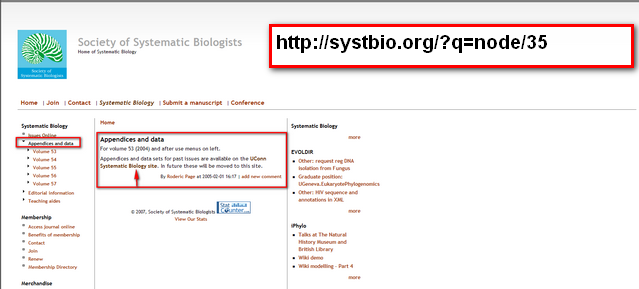 http://systbio.org/?q=node/35
Society of Systematic Biologists
Home of Systematic Biology
Society of
Systematic Biologists
Home | Join | Contact | Systematic Biology | Submit a manuscript | Conference
Systematic Biology
Issues Online
Appendices and data
Volume 53
Volume 54
Volume 55
Volume 56
Volume 57
Editorial information
Teaching aides
Membership
Access journal online
Benefits of membership
Contact
Join
Renew
Membership Directory
Merchandise
Home
Appendices and data
For volume 53 (2004) and after use menus on left.
Appendices and data sets for past issues are available on the UConn
Systematic Biology site. In future these will be moved to this site.
By Roderic Page at 2005-02-01 16:17 | add new comment
© 2007, Society of Systematic Biologists
Stat
Counter.com
View Our Stats
Systematic Biology
more
EVOLDIR
Other: request reg DNA
isolation from Fungus
Graduate position:
UGeneva.EukaryotePhylogenomics
Other: HIV sequence and
annotations in XML
more
iPhylo
Talks at The Natural
History Museum and
British Library
Wiki demo
Wiki modelling - Part 4
more